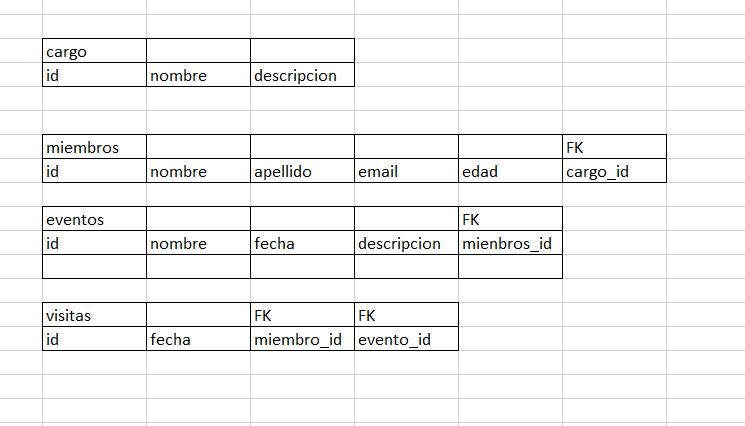 cargo
id nombre descripcion
miembros FK
id nombre apellido email edad cargo_id
eventos FK
id nombre fecha descripcion mienbros_id
visitas FK FK
id fecha miembro_id evento_id